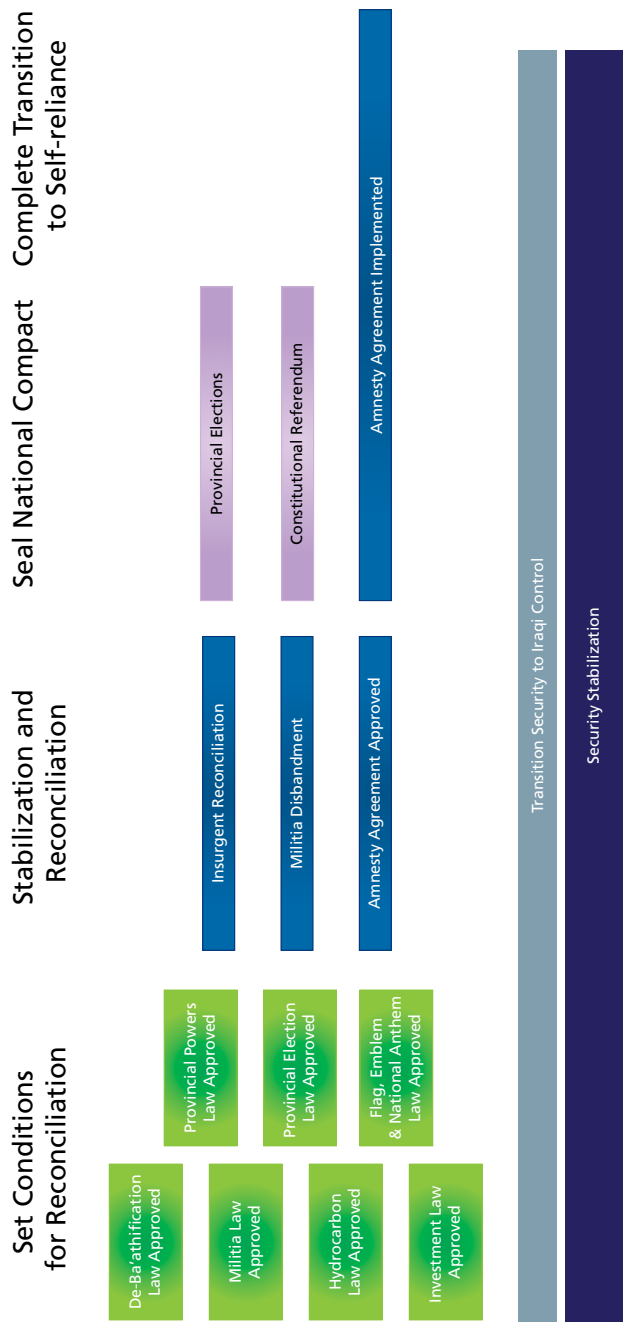 Set Conditions
for Reconciliation
Stabilization and
Reconciliation
Seal National Compact
Complete Transition
to Self-reliance
De-Ba’athification
Law Approved
Militia Law
Approved
Hydrocarbon
Law Approved
Investment Law
Approved
Provincial Powers
Law Approved
Provincial Election
Law Approved
Flag, Emblem
& National Anthem
Law Approved
Insurgent Reconciliation
Militia Disbandment
Amnesty Agreement Approved
Provincial Elections
Constitutional Referendum
Amnesty Agreement Implemented
Transition Security to Iraqi Control
Security Stabilization